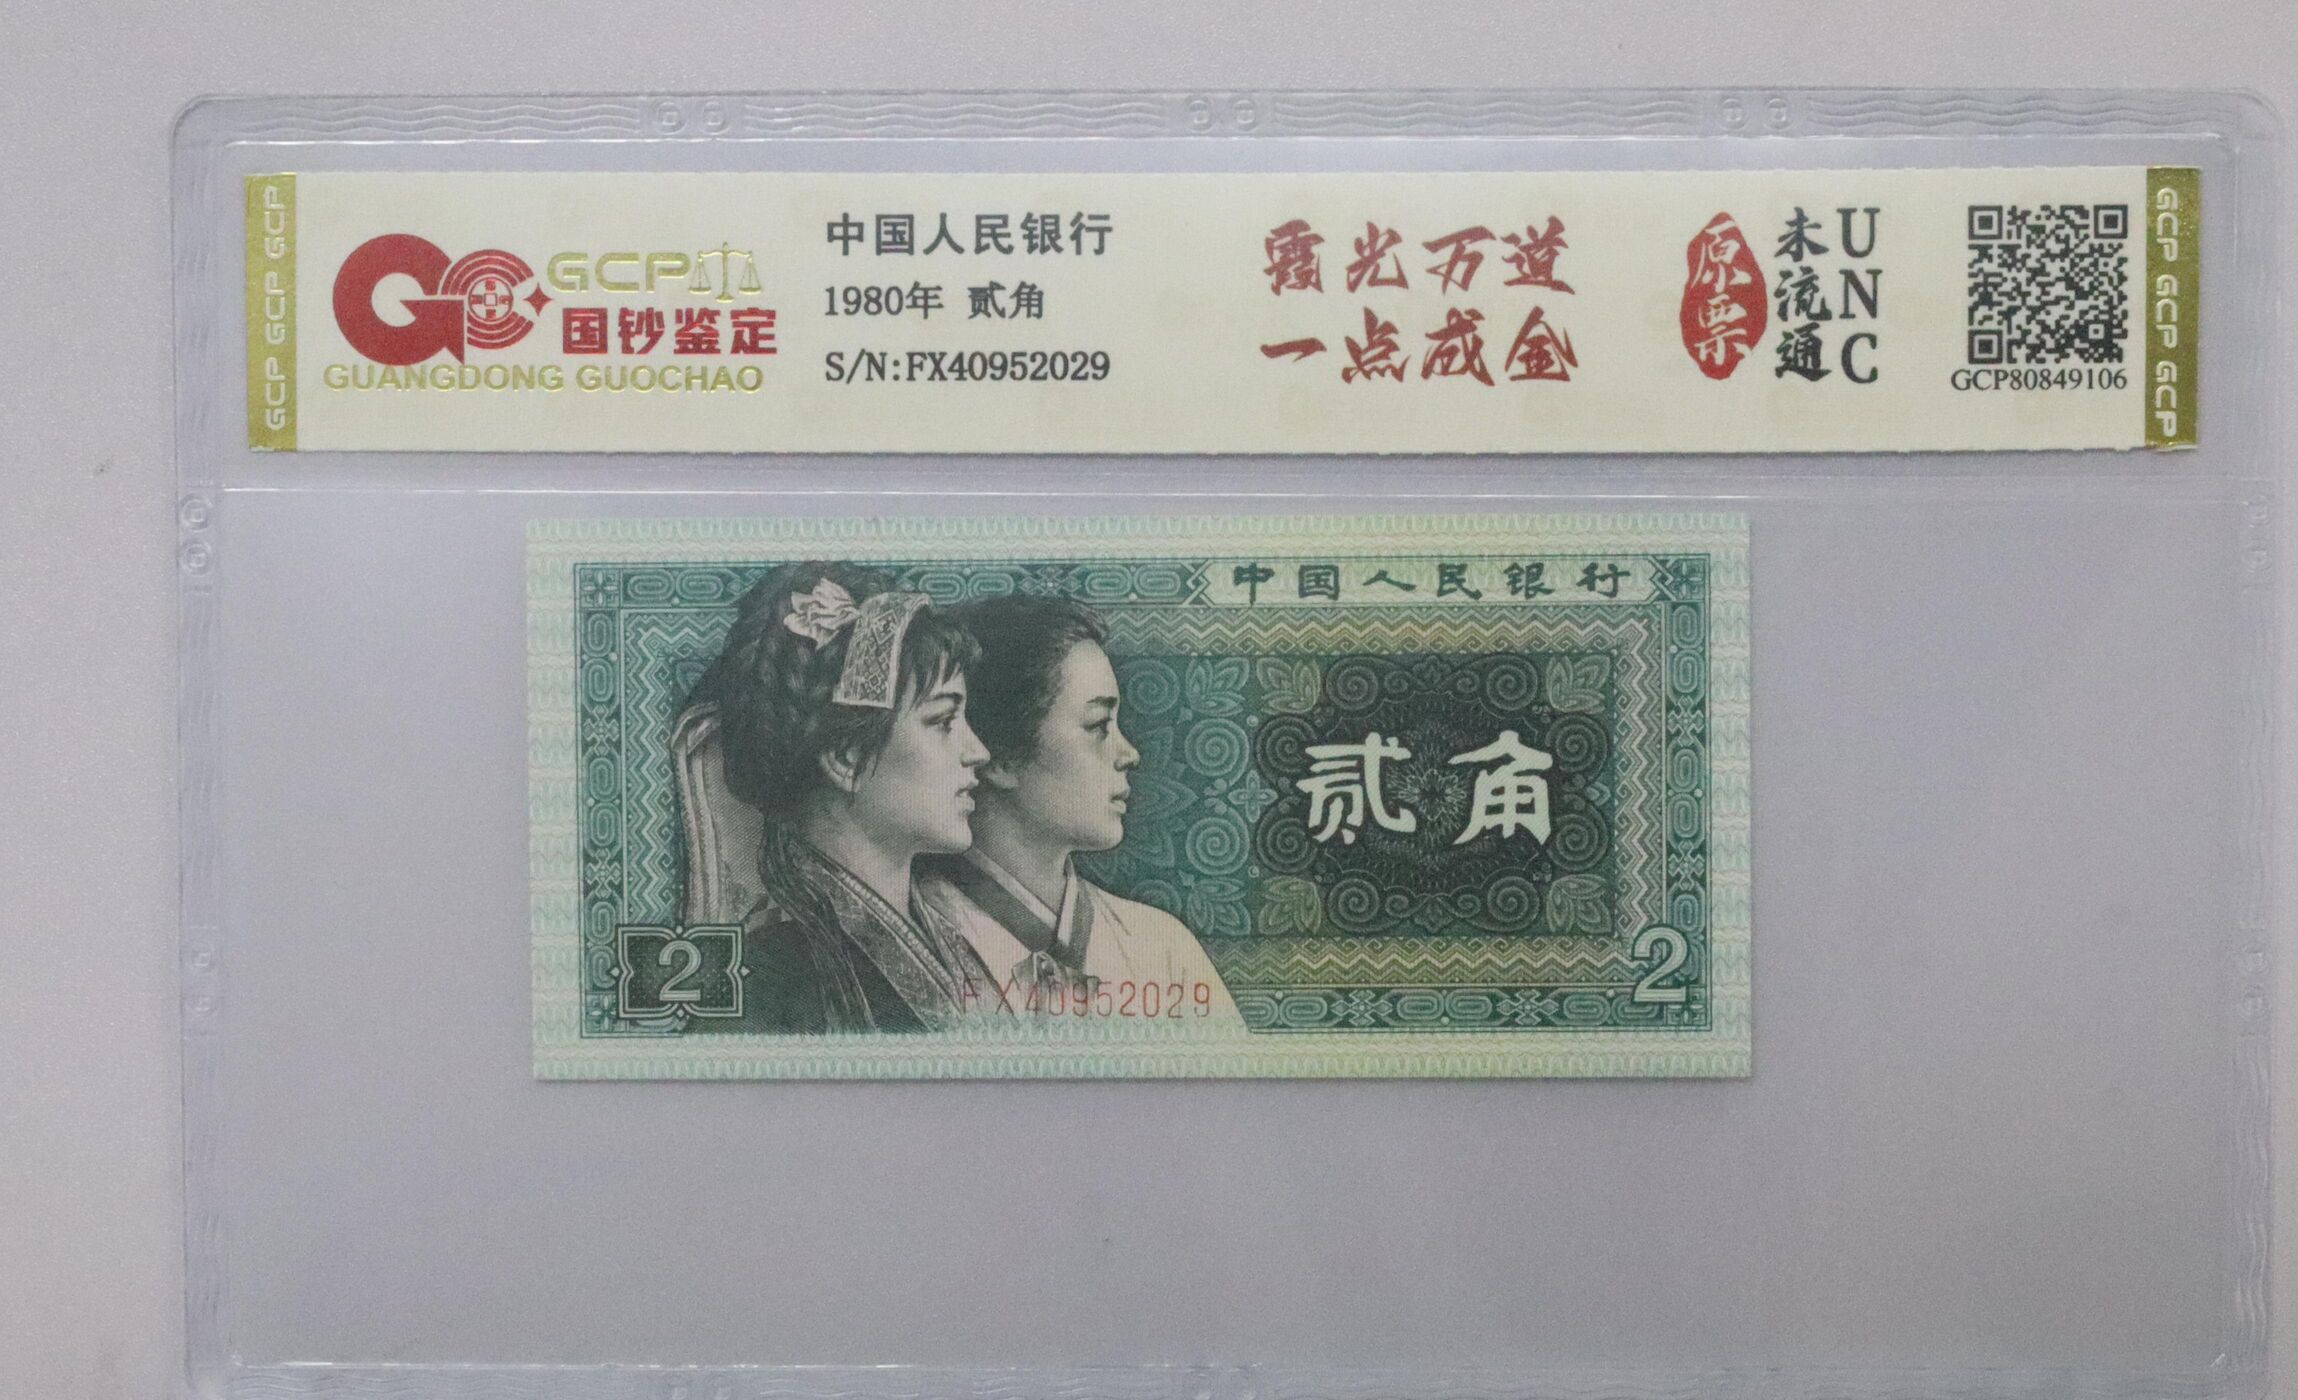 GCP GCP GCP
GCP
国钞鉴定
GUANGDONG GUOCHAO
中国人民银行
1980年 贰角
S/N:FX40952029
霞光万道
一点成金
原票
未流通
UNC
GCP80849106
GCP GCP GCP
中国人民银行
贰角
2
2
FX40952029